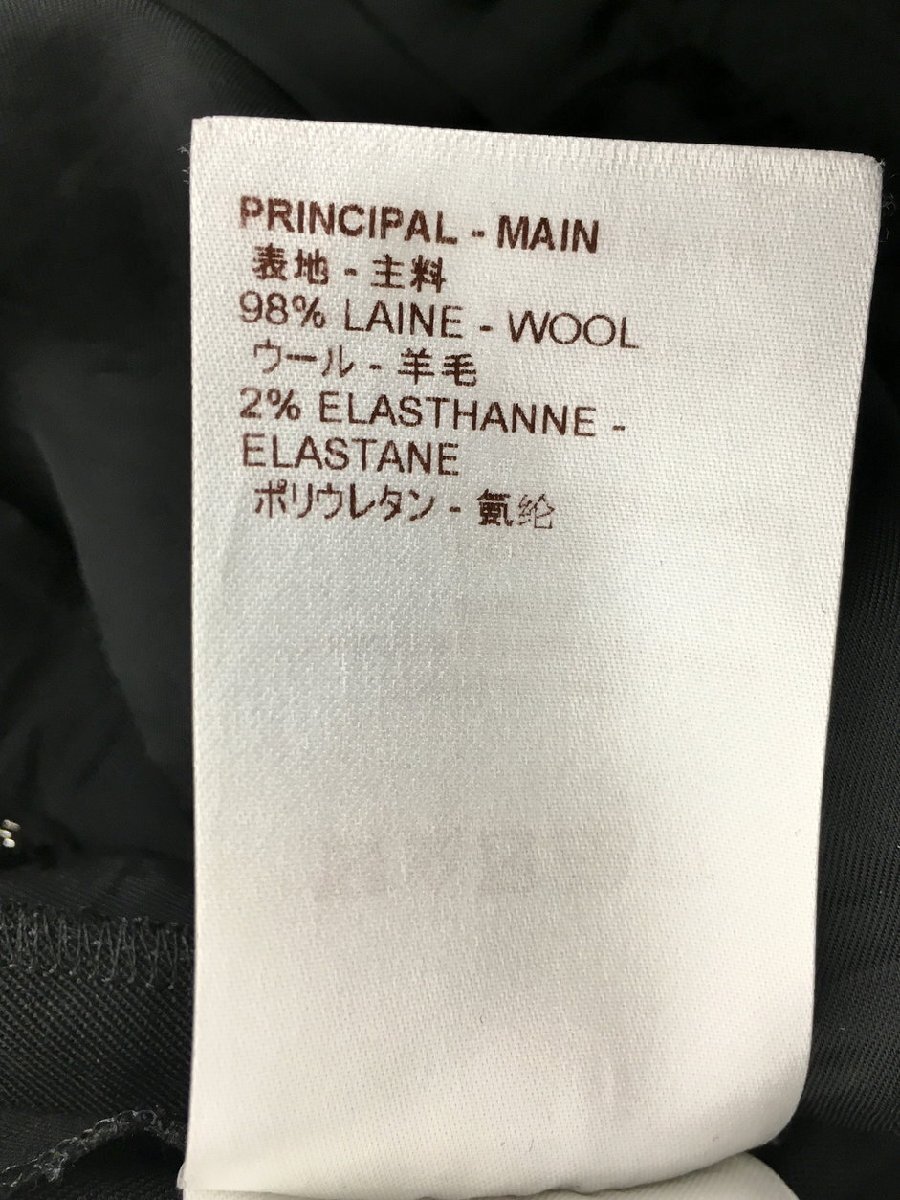 PRINCIPAL - MAIN
表地 - 主料
98% LAINE - WOOL
ウール - 羊毛
2% ELASTHANNE -
ELASTANE
ポリウレタン - 氨纶